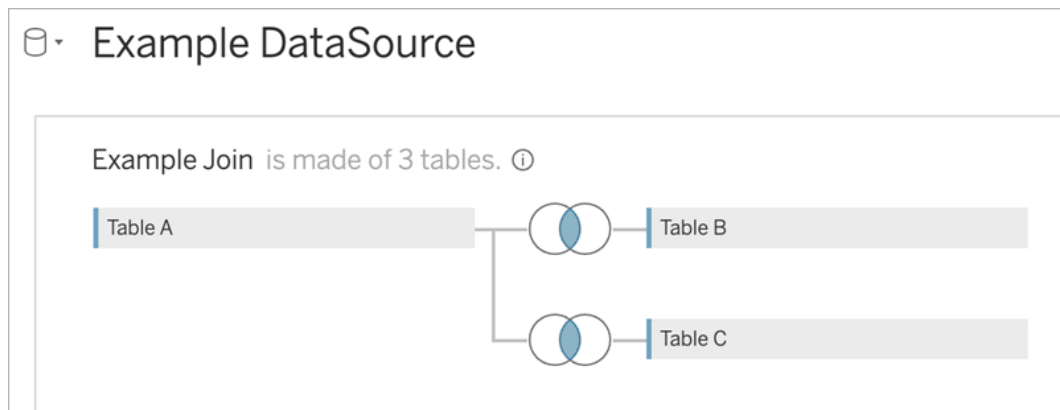 Example DataSource
Example Join is made of 3 tables.
Table A
Table B
Table C